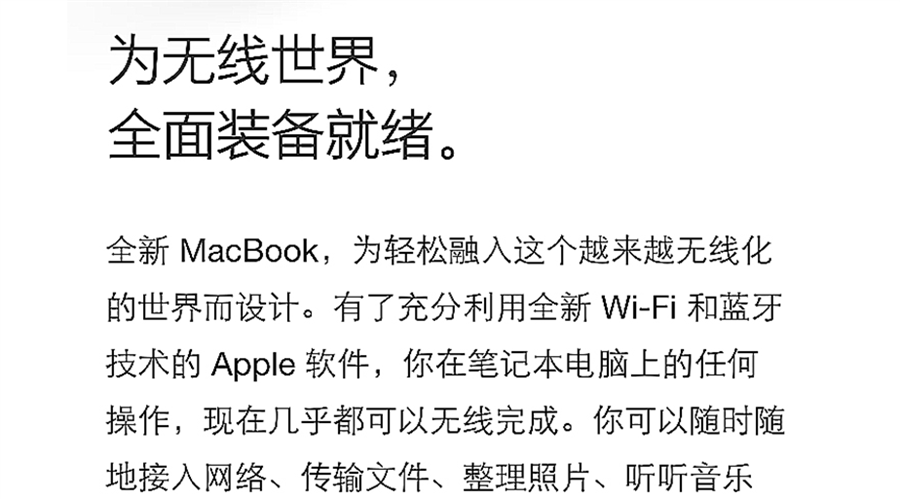 为无线世界，
全面装备就绪。
全新 MacBook，为轻松融入这个越来越无线化
的世界而设计。有了充分利用全新 Wi-Fi 和蓝牙
技术的 Apple 软件，你在笔记本电脑上的任何
操作，现在几乎都可以无线完成。你可以随时随
地接入网络、传输文件、整理照片、听听音乐